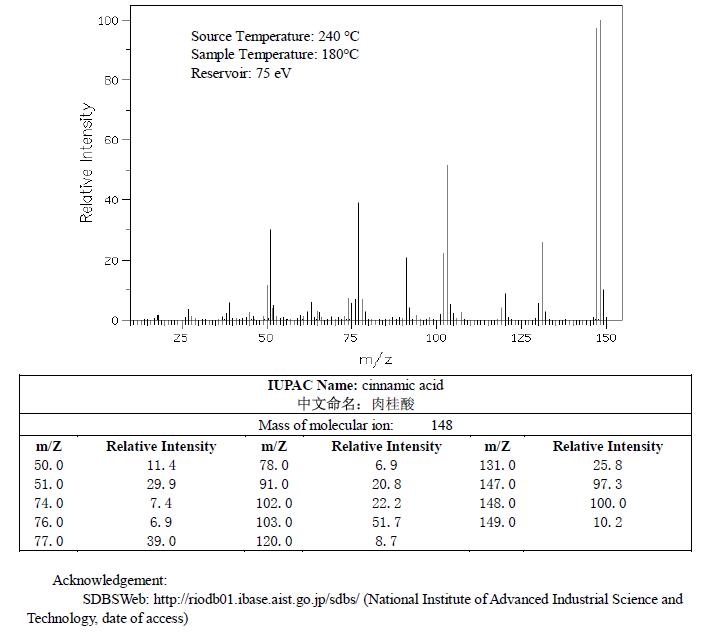 100
80
60
40
20
0
Relative Intensity
Source Temperature: 240 °C
Sample Temperature: 180°C
Reservoir: 75 eV
25 50 75 100 125 150
m/z
IUPAC Name: cinnamic acid
中文命名：肉桂酸
Mass of molecular ion: 148
m/Z Relative Intensity m/Z Relative Intensity m/Z Relative Intensity
50.0 11.4 78.0 6.9 131.0 25.8
51.0 29.9 91.0 20.8 147.0 97.3
74.0 7.4 102.0 22.2 148.0 100.0
76.0 6.9 103.0 51.7 149.0 10.2
77.0 39.0 120.0 8.7
Acknowledgement:
SDBSWeb: http://riodb01.ibase.aist.go.jp/sdbs/ (National Institute of Advanced Industrial Science and
Technology, date of access)